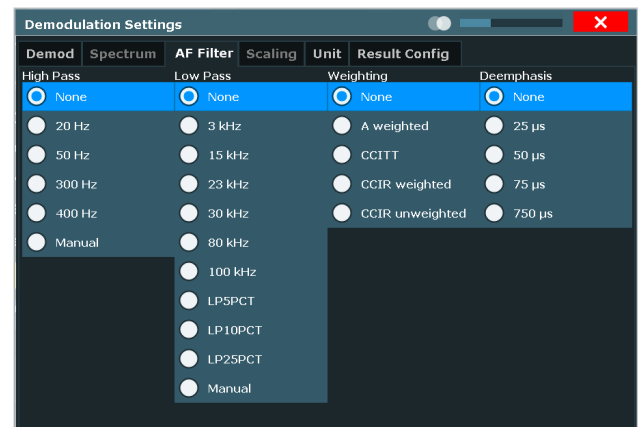 Demodulation Settings
Demod Spectrum AF Filter Scaling Unit Result Config
High Pass Low Pass Weighting Deemphasis
None None None None
20 Hz 3 kHz A weighted 25 µs
50 Hz 15 kHz CCITT 50 µs
300 Hz 23 kHz CCIR weighted 75 µs
400 Hz 30 kHz CCIR unweighted 750 µs
Manual 80 kHz
100 kHz
LP5PCT
LP10PCT
LP25PCT
Manual